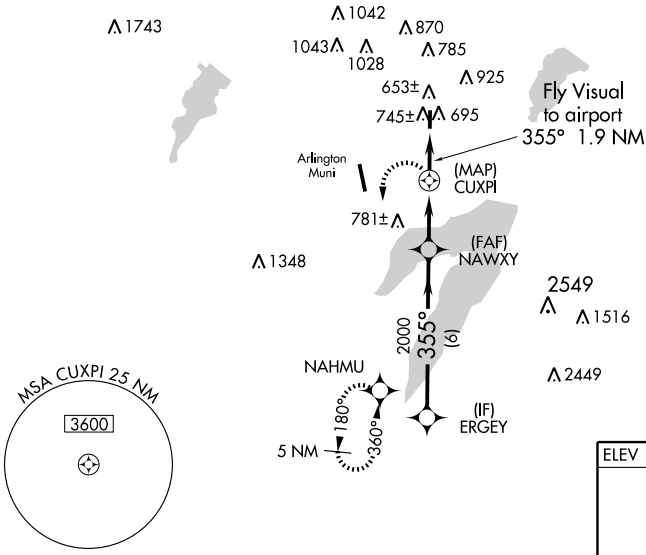 1743
1042
870
1043
1028
785
925
653±
745±
695
Fly Visual
to airport
355° 1.9 NM
Arlington
Muni
(MAP)
CUXPI
781±
(FAF)
NAWXY
1348
2549
1516
2000
355°
(6)
2449
NAHMU
180°
360°
5 NM
(IF)
ERGEY
MSA CUXPI 25 NM
3600
ELEV